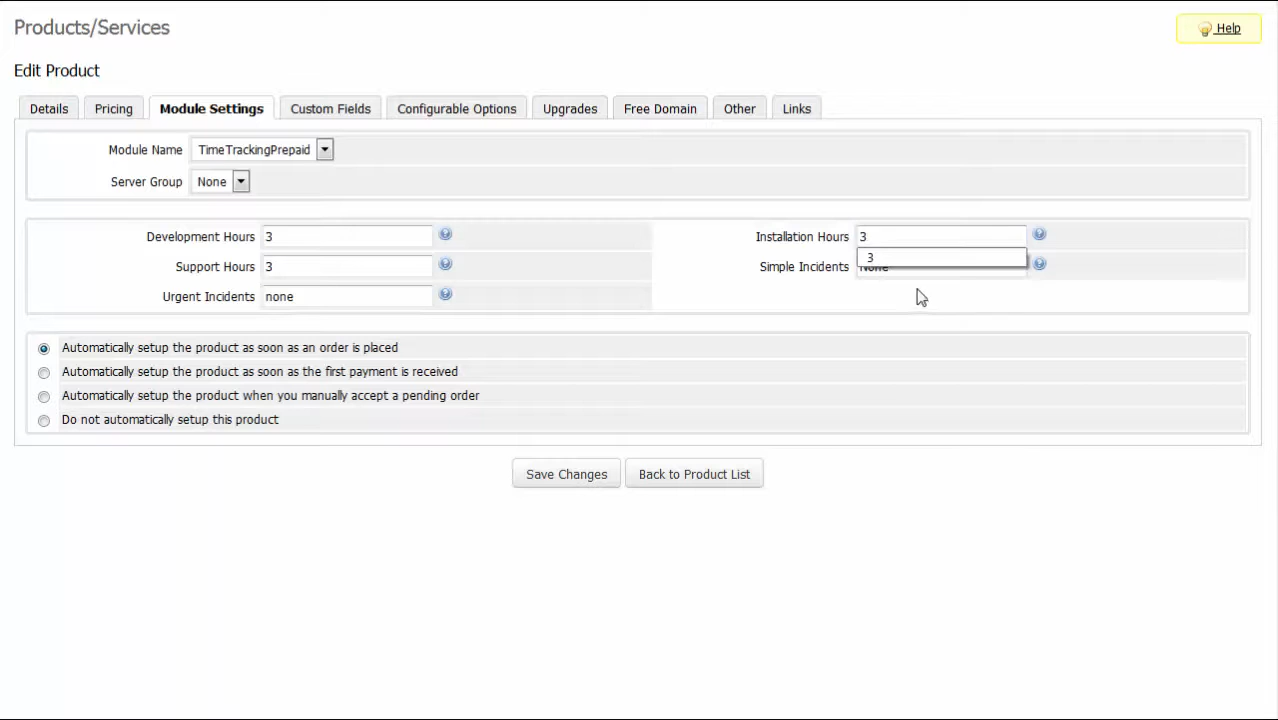 Products/Services
Help
Edit Product
Details Pricing Module Settings Custom Fields Configurable Options Upgrades Free Domain Other Links
Module Name TimeTrackingPrepaid
Server Group None
Development Hours 3 Installation Hours 3
3
Support Hours 3 Simple Incidents None
Urgent Incidents none
Automatically setup the product as soon as an order is placed
Automatically setup the product as soon as the first payment is received
Automatically setup the product when you manually accept a pending order
Do not automatically setup this product
Save Changes Back to Product List